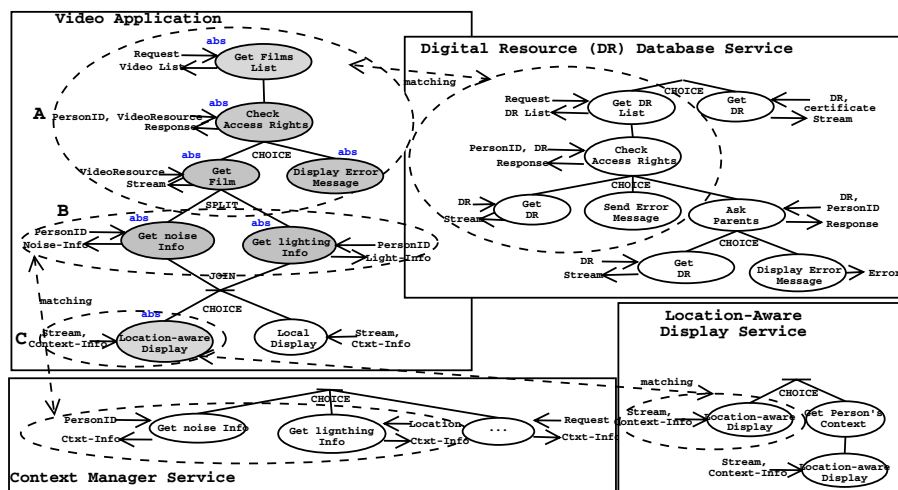 Video Application
abs
Request
Video List
Get Films
List
A
abs
PersonID, VideoResource
Response
Check
Access Rights
CHOICE
abs
abs
VideoResource
Stream
Get
Film
Display Error
Message
SPLIT
B
abs
abs
PersonID
Noise-Info
Get noise
Info
Get lighting
Info
PersonID
Light-Info
JOIN
matching
CHOICE
abs
C
Stream,
Context-Info
Location-aware
Display
Local
Display
Stream,
Ctxt-Info
Digital Resource (DR) Database Service
matching
CHOICE
Request
DR List
Get DR
List
Get
DR
DR,
certificate
Stream
PersonID, DR
Response
Check
Access Rights
CHOICE
DR
Stream
Get
DR
Send Error
Message
Ask
Parents
DR,
PersonID
Response
CHOICE
DR
Stream
Get
DR
Display Error
Message
Error
Location-Aware
Display Service
matching
CHOICE
Stream,
Context-Info
Location-aware
Display
Get Person's
Context
Stream,
Context-Info
Location-aware
Display
CHOICE
PersonID
Ctxt-Info
Get noise Info
Get lignthing
Info
Location
Ctxt-Info
...
Request
Ctxt-Info
Context Manager Service